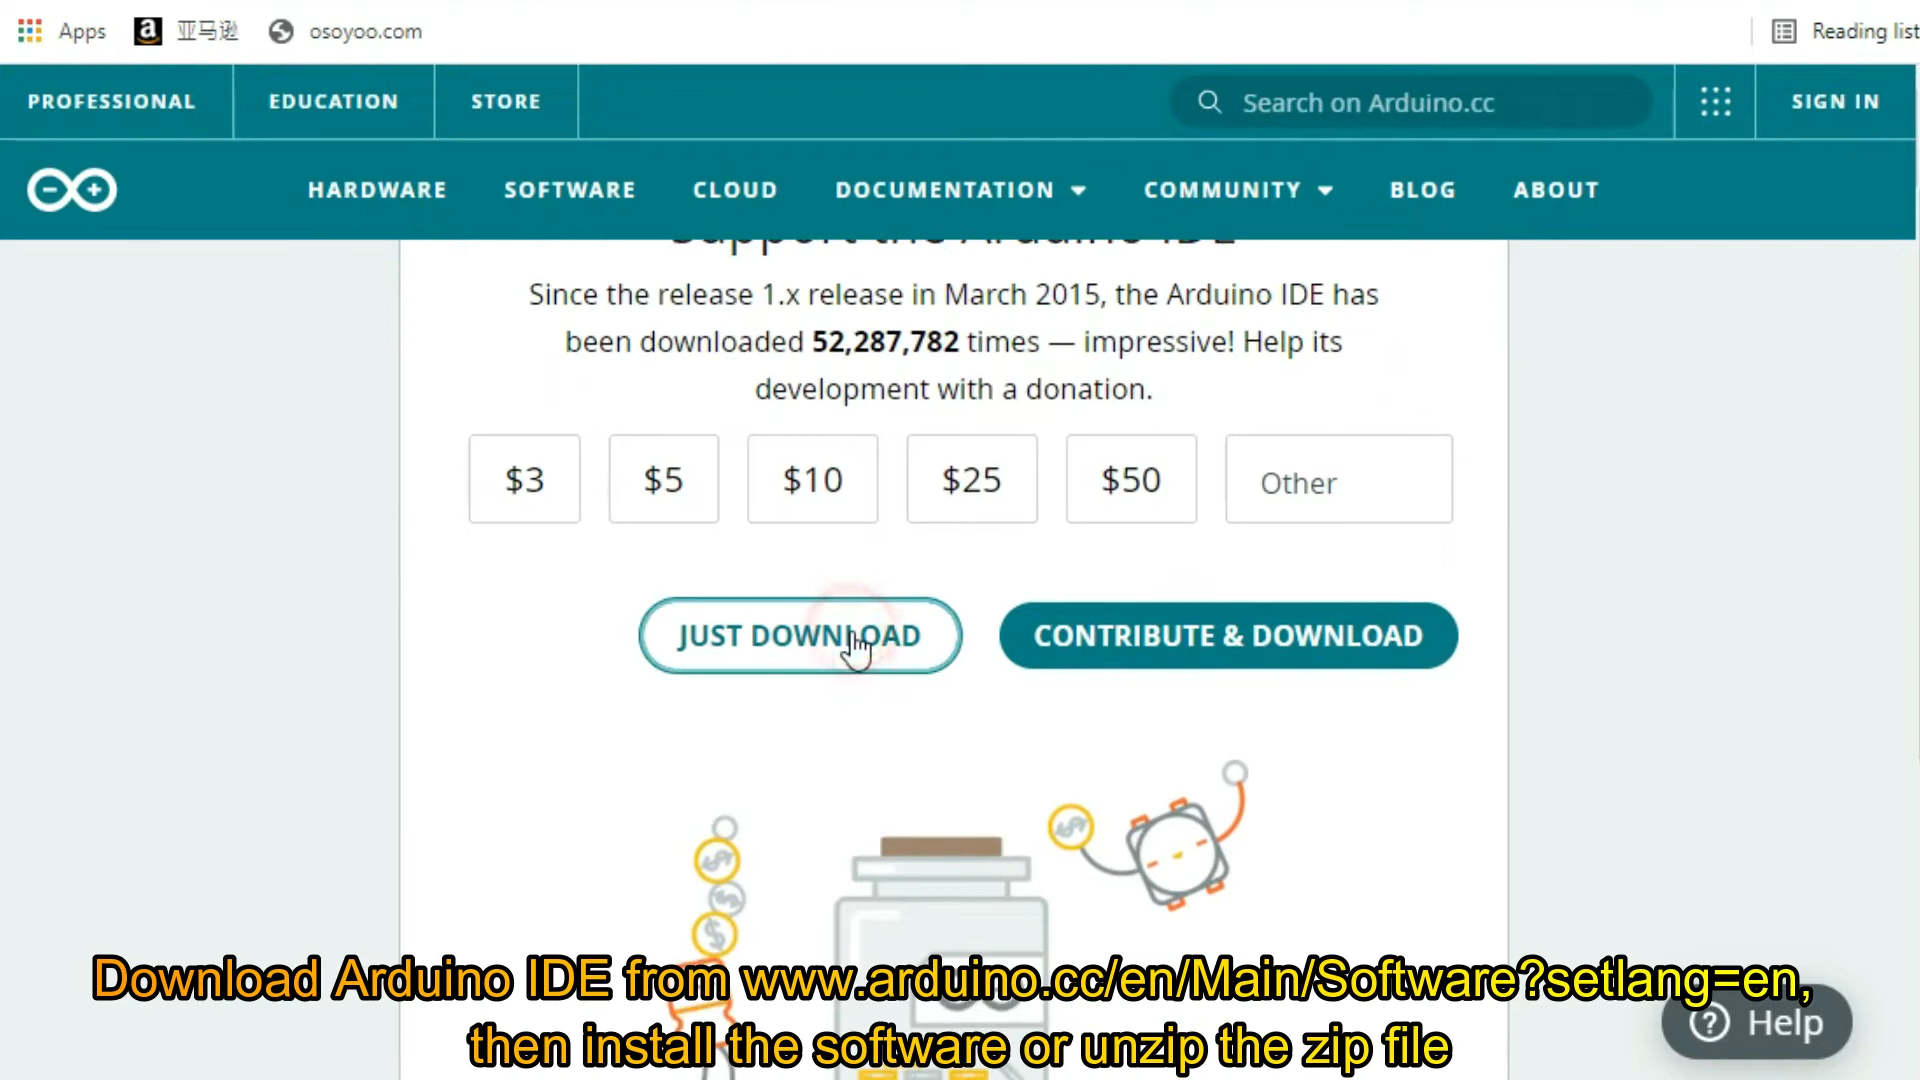 Apps
亚马逊
osoyoo.com
Reading list
PROFESSIONAL
EDUCATION
STORE
Search on Arduino.cc
SIGN IN
HARDWARE
SOFTWARE
CLOUD
DOCUMENTATION
COMMUNITY
BLOG
ABOUT
Support the Arduino IDE
Since the release 1.x release in March 2015, the Arduino IDE has
been downloaded 52,287,782 times — impressive! Help its
development with a donation.
$3
$5
$10
$25
$50
Other
JUST DOWNLOAD
CONTRIBUTE & DOWNLOAD
Download Arduino IDE from www.arduino.cc/en/Main/Software?setlang=en,
then install the software or unzip the zip file
Help